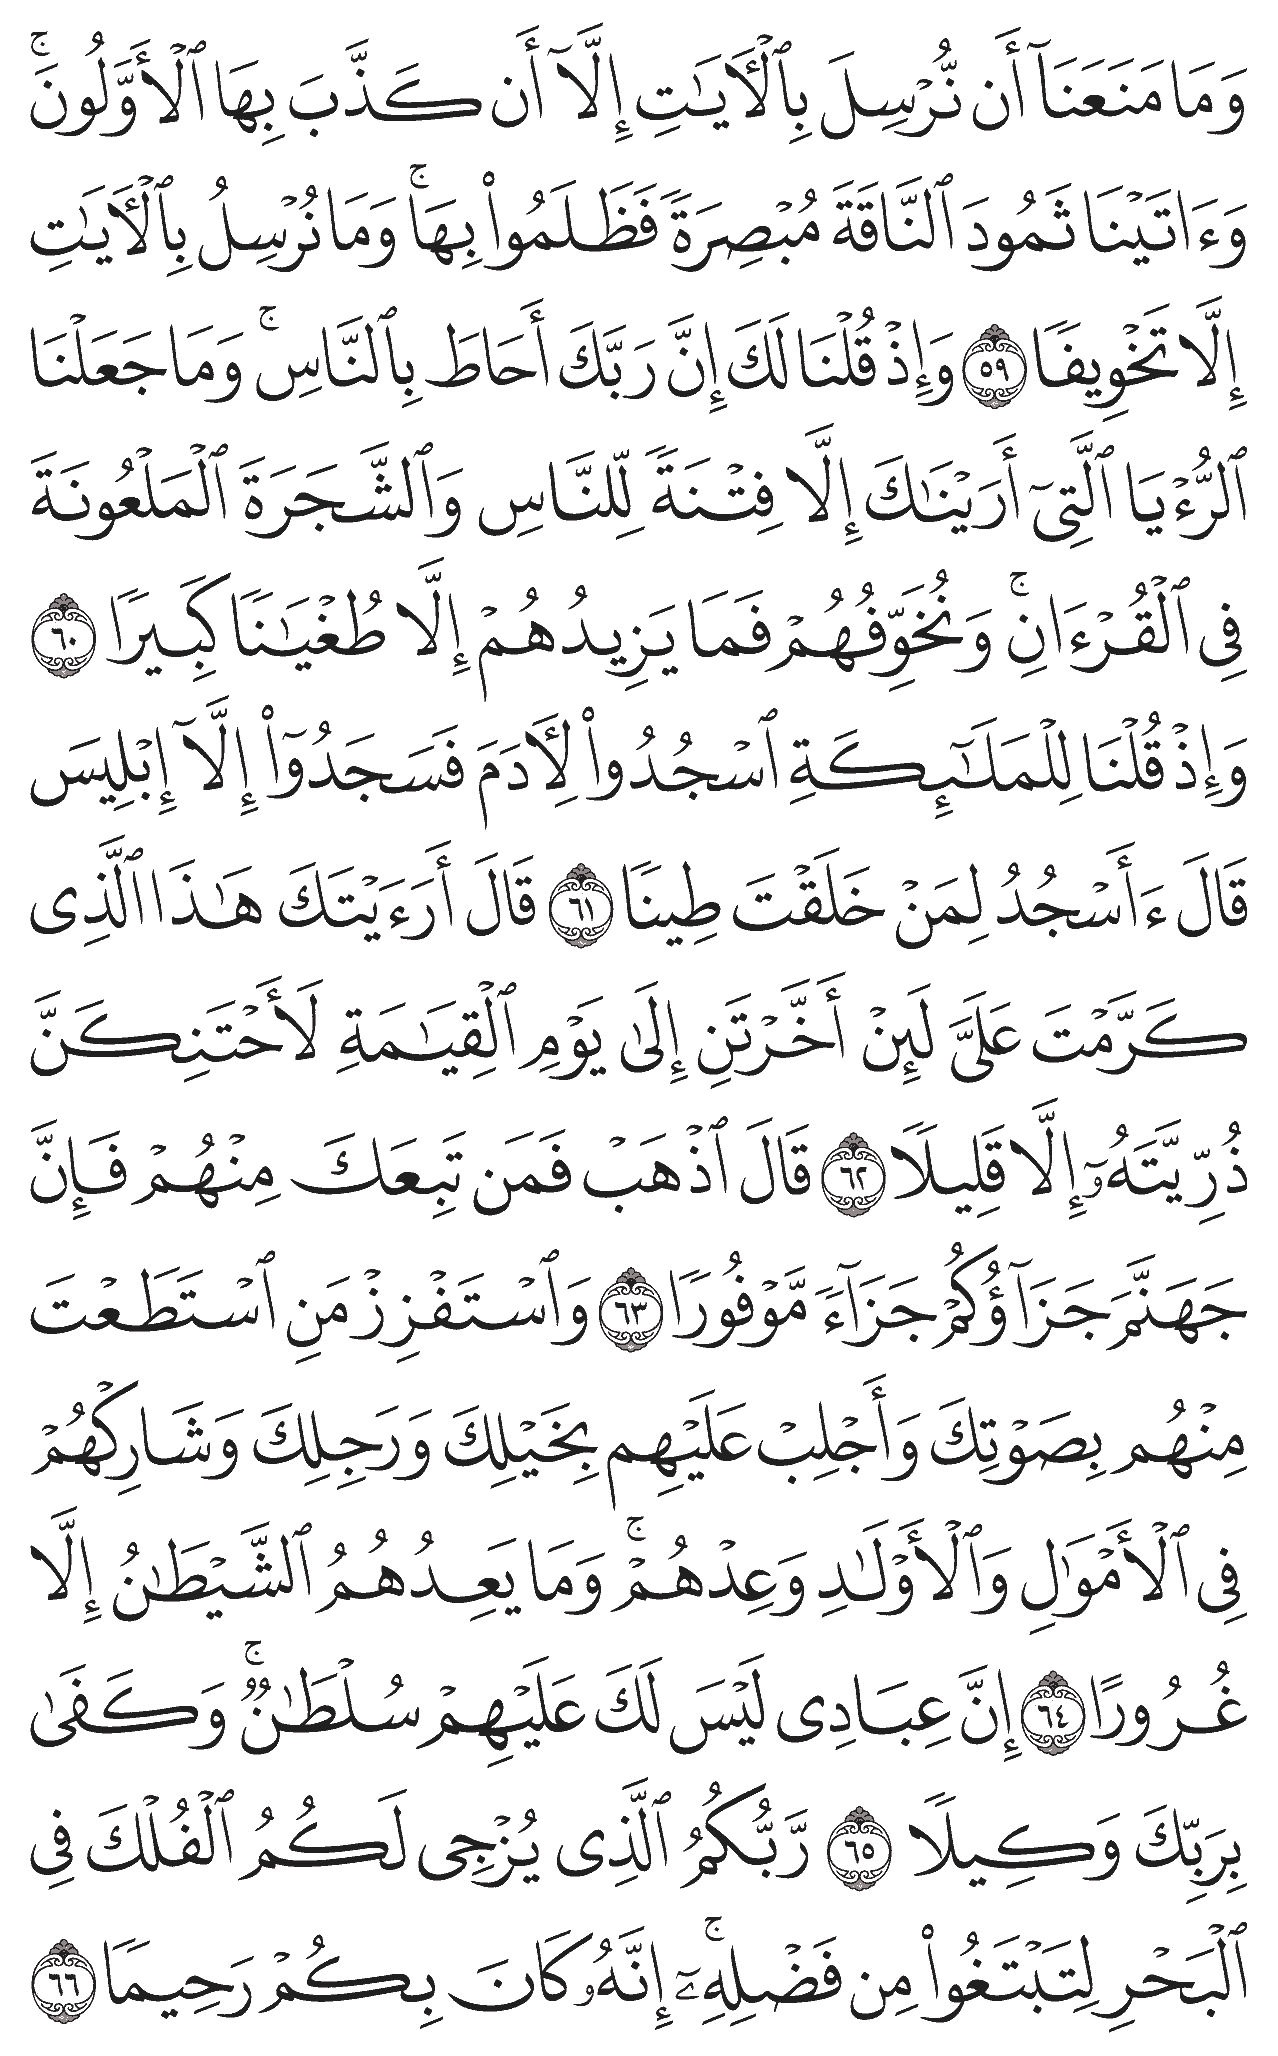 وَمَا مَنَعَنَآ أَن نُّرۡسِلَ بِٱلۡأٓيَٰتِ إِلَّآ أَن كَذَّبَ بِهَا ٱلۡأَوَّلُونَۚ
وَءَاتَيۡنَا ثَمُودَ ٱلنَّاقَةَ مُبۡصِرَةٗ فَظَلَمُواْ بِهَاۚ وَمَا نُرۡسِلُ بِٱلۡأٓيَٰتِ
إِلَّا تَخۡوِيفٗا ٥٩ وَإِذۡ قُلۡنَا لَكَ إِنَّ رَبَّكَ أَحَاطَ بِٱلنَّاسِۚ وَمَا جَعَلۡنَا
ٱلرُّءۡيَا ٱلَّتِيٓ أَرَيۡنَٰكَ إِلَّا فِتۡنَةٗ لِّلنَّاسِ وَٱلشَّجَرَةَ ٱلۡمَلۡعُونَةَ
فِي ٱلۡقُرۡءَانِۚ وَنُخَوِّفُهُمۡ فَمَا يَزِيدُهُمۡ إِلَّا طُغۡيَٰنٗا كَبِيرٗا ٦٠
وَإِذۡ قُلۡنَا لِلۡمَلَٰٓئِكَةِ ٱسۡجُدُواْ لِأٓدَمَ فَسَجَدُوٓاْ إِلَّآ إِبۡلِيسَ
قَالَ ءَأَسۡجُدُ لِمَنۡ خَلَقۡتَ طِينٗا ٦١ قَالَ أَرَءَيۡتَكَ هَٰذَا ٱلَّذِي
كَرَّمۡتَ عَلَيَّ لَئِنۡ أَخَّرۡتَنِ إِلَىٰ يَوۡمِ ٱلۡقِيَٰمَةِ لَأَحۡتَنِكَنَّ
ذُرِّيَّتَهُۥٓ إِلَّا قَلِيلٗا ٦٢ قَالَ ٱذۡهَبۡ فَمَن تَبِعَكَ مِنۡهُمۡ فَإِنَّ
جَهَنَّمَ جَزَآؤُكُمۡ جَزَآءٗ مَّوۡفُورٗا ٦٣ وَٱسۡتَفۡزِزۡ مَنِ ٱسۡتَطَعۡتَ
مِنۡهُم بِصَوۡتِكَ وَأَجۡلِبۡ عَلَيۡهِم بِخَيۡلِكَ وَرَجِلِكَ وَشَارِكۡهُمۡ
فِي ٱلۡأَمۡوَٰلِ وَٱلۡأَوۡلَٰدِ وَعِدۡهُمۡۚ وَمَا يَعِدُهُمُ ٱلشَّيۡطَٰنُ إِلَّا
غُرُورًا ٦٤ إِنَّ عِبَادِي لَيۡسَ لَكَ عَلَيۡهِمۡ سُلۡطَٰنٞۚ وَكَفَىٰ
بِرَبِّكَ وَكِيلٗا ٦٥ رَّبُّكُمُ ٱلَّذِي يُزۡجِي لَكُمُ ٱلۡفُلۡكَ فِي
ٱلۡبَحۡرِ لِتَبۡتَغُواْ مِن فَضۡلِهِۦٓۚ إِنَّهُۥ كَانَ بِكُمۡ رَحِيمٗا ٦٦